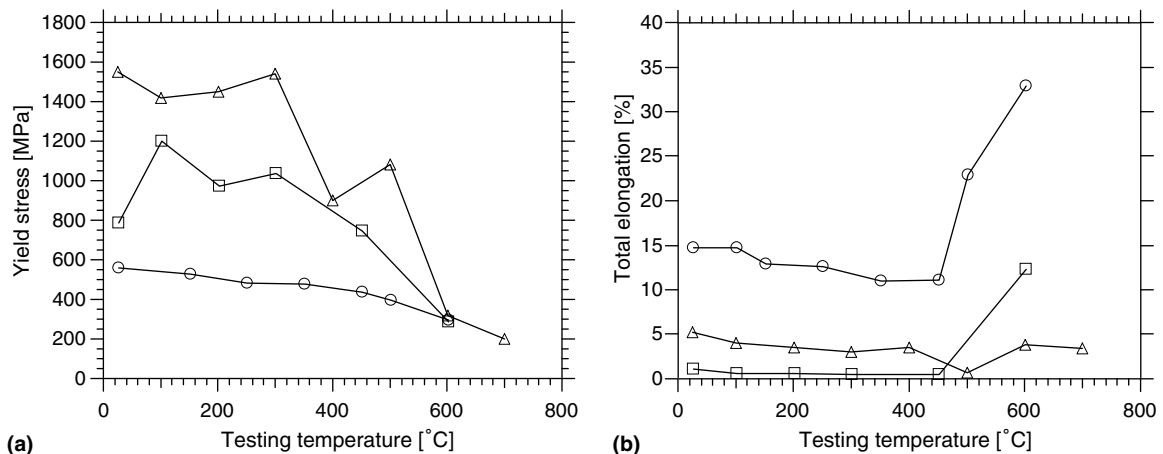 1800
1600
1400
1200
1000
800
600
400
200
0
Yield stress [MPa]
0 200 400 600 800
Testing temperature [˚C]
(a)
40
35
30
25
20
15
10
5
0
Total elongation [%]
0 200 400 600 800
Testing temperature [˚C]
(b)